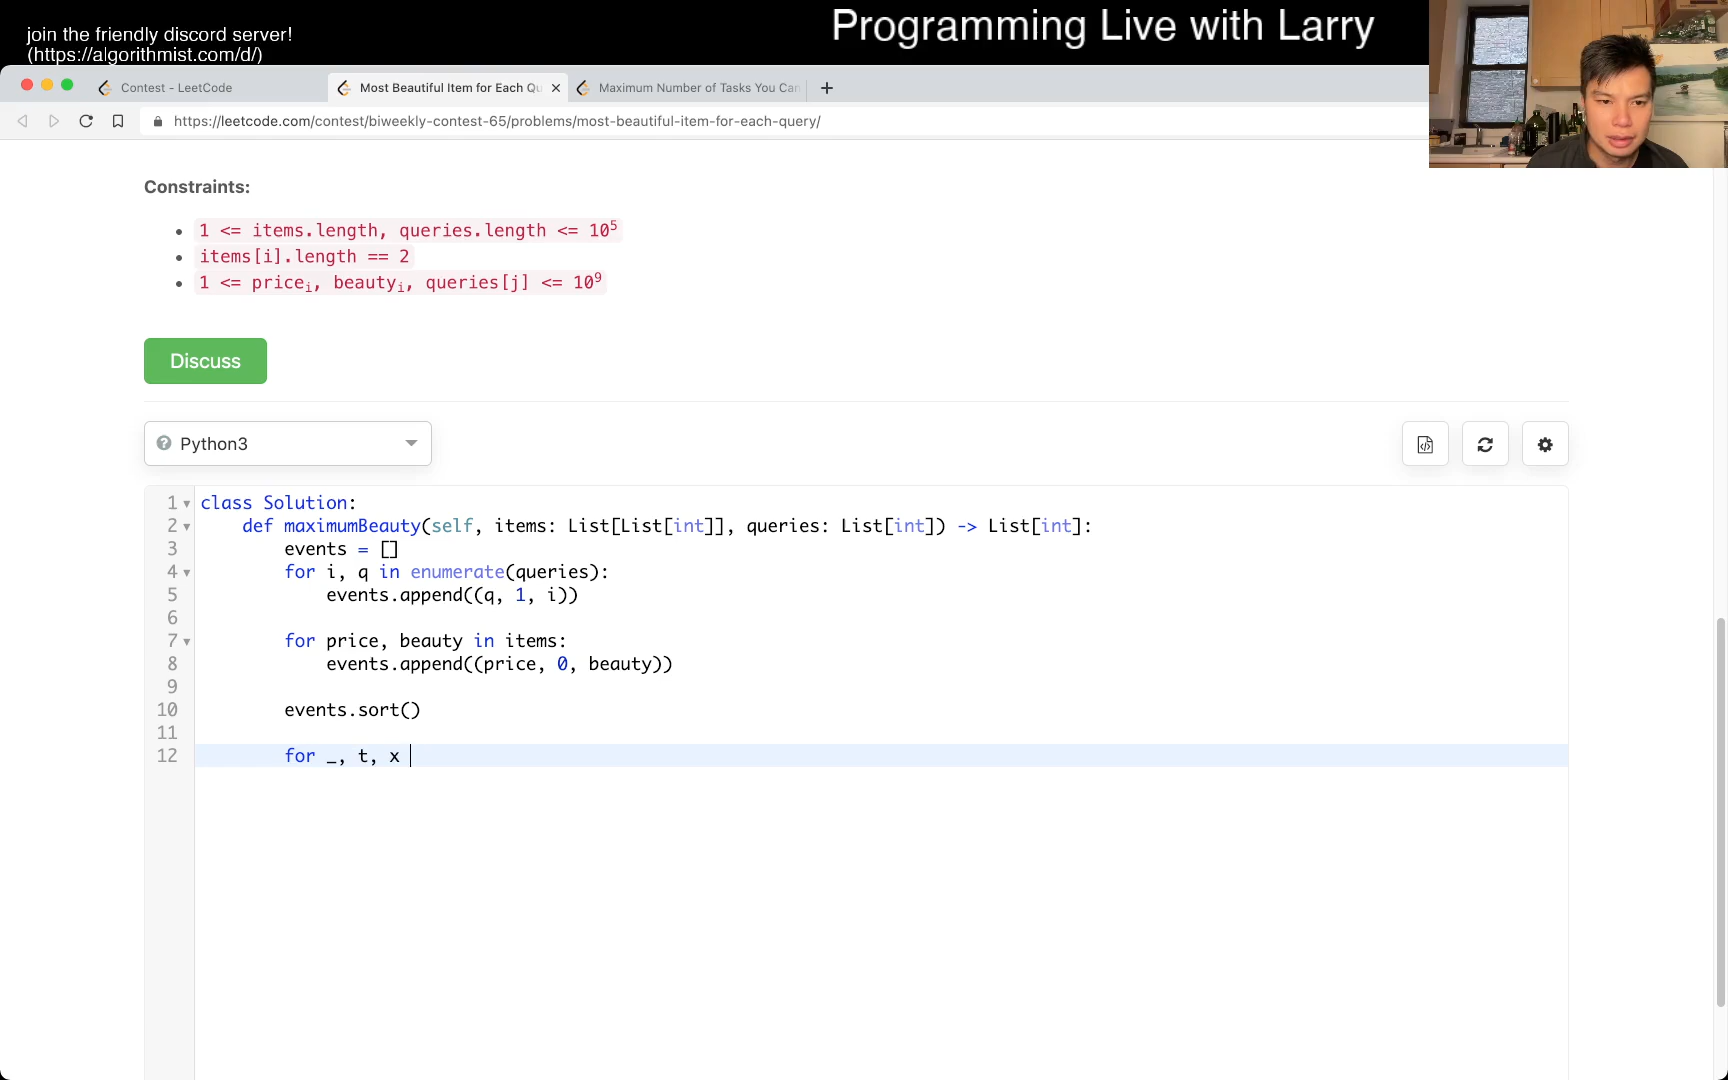 join the friendly discord server!
(https://algorithmist.com/d/)
Programming Live with Larry
Contest - LeetCode
Most Beautiful Item for Each Qu
Maximum Number of Tasks You Can
https://leetcode.com/contest/biweekly-contest-65/problems/most-beautiful-item-for-each-query/
Constraints:
1 <= items.length, queries.length <= 10^5
items[i].length == 2
1 <= price_i, beauty_i, queries[j] <= 10^9
Discuss
Python3
1 class Solution:
2     def maximumBeauty(self, items: List[List[int]], queries: List[int]) -> List[int]:
3         events = []
4         for i, q in enumerate(queries):
5             events.append((q, 1, i))
6
7         for price, beauty in items:
8             events.append((price, 0, beauty))
9
10         events.sort()
11
12         for _, t, x